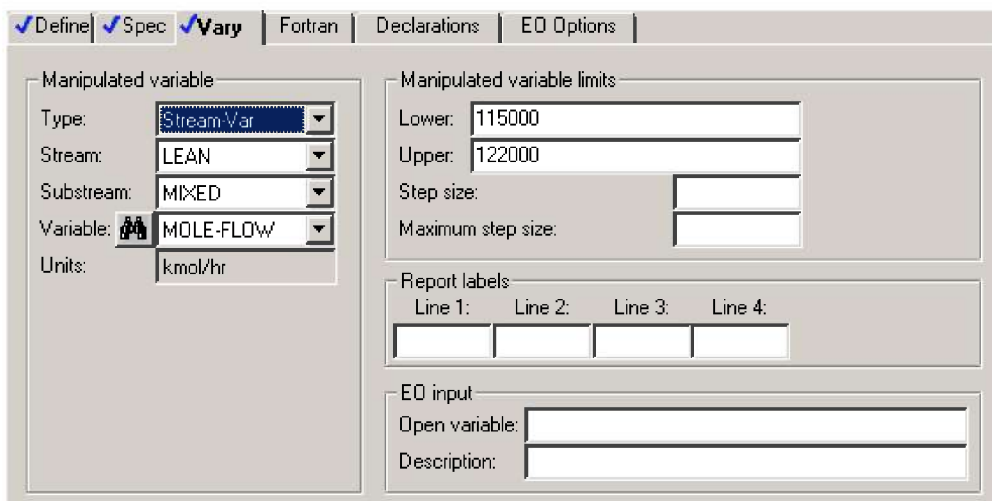 Define Spec Vary Fortran Declarations EO Options
Manipulated variable
Type: Stream-Var
Stream: LEAN
Substream: MIXED
Variable: MOLE-FLOW
Units: kmol/hr
Manipulated variable limits
Lower: 115000
Upper: 122000
Step size:
Maximum step size:
Report labels
Line 1: Line 2: Line 3: Line 4:
EO input
Open variable:
Description: